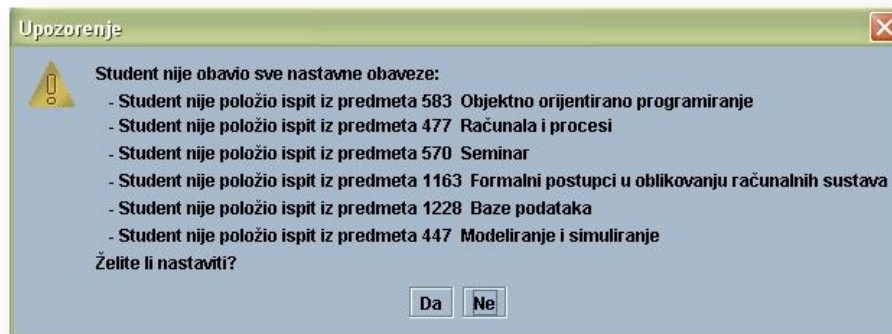 Upozorenje
Student nije obavio sve nastavne obaveze:
- Student nije položio ispit iz predmeta 583 Objektno orijentirano programiranje
- Student nije položio ispit iz predmeta 477 Računala i procesi
- Student nije položio ispit iz predmeta 570 Seminar
- Student nije položio ispit iz predmeta 1163 Formalni postupci u oblikovanju računalnih sustava
- Student nije položio ispit iz predmeta 1228 Baze podataka
- Student nije položio ispit iz predmeta 447 Modeliranje i simuliranje
Želite li nastaviti?
Da Ne